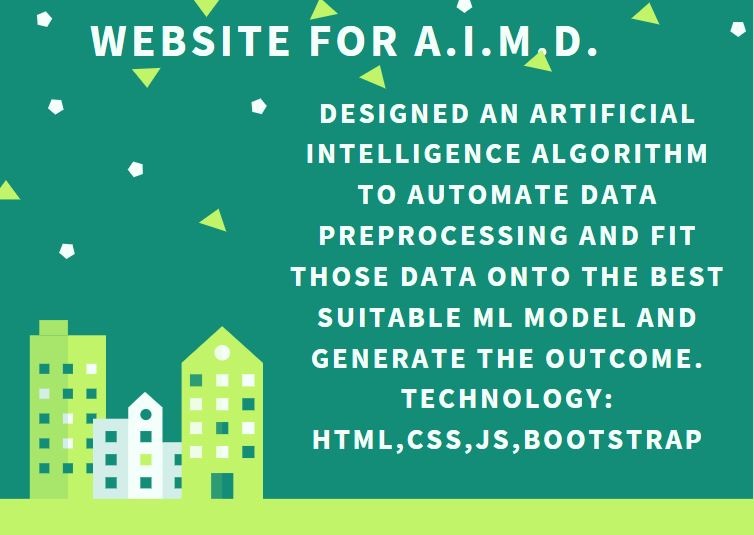 WEBSITE FOR A.I.M.D.
DESIGNED AN ARTIFICIAL
INTELLIGENCE ALGORITHM
TO AUTOMATE DATA
PREPROCESSING AND FIT
THOSE DATA ONTO THE BEST
SUITABLE ML MODEL AND
GENERATE THE OUTCOME.
TECHNOLOGY:
HTML,CSS,JS,BOOTSTRAP